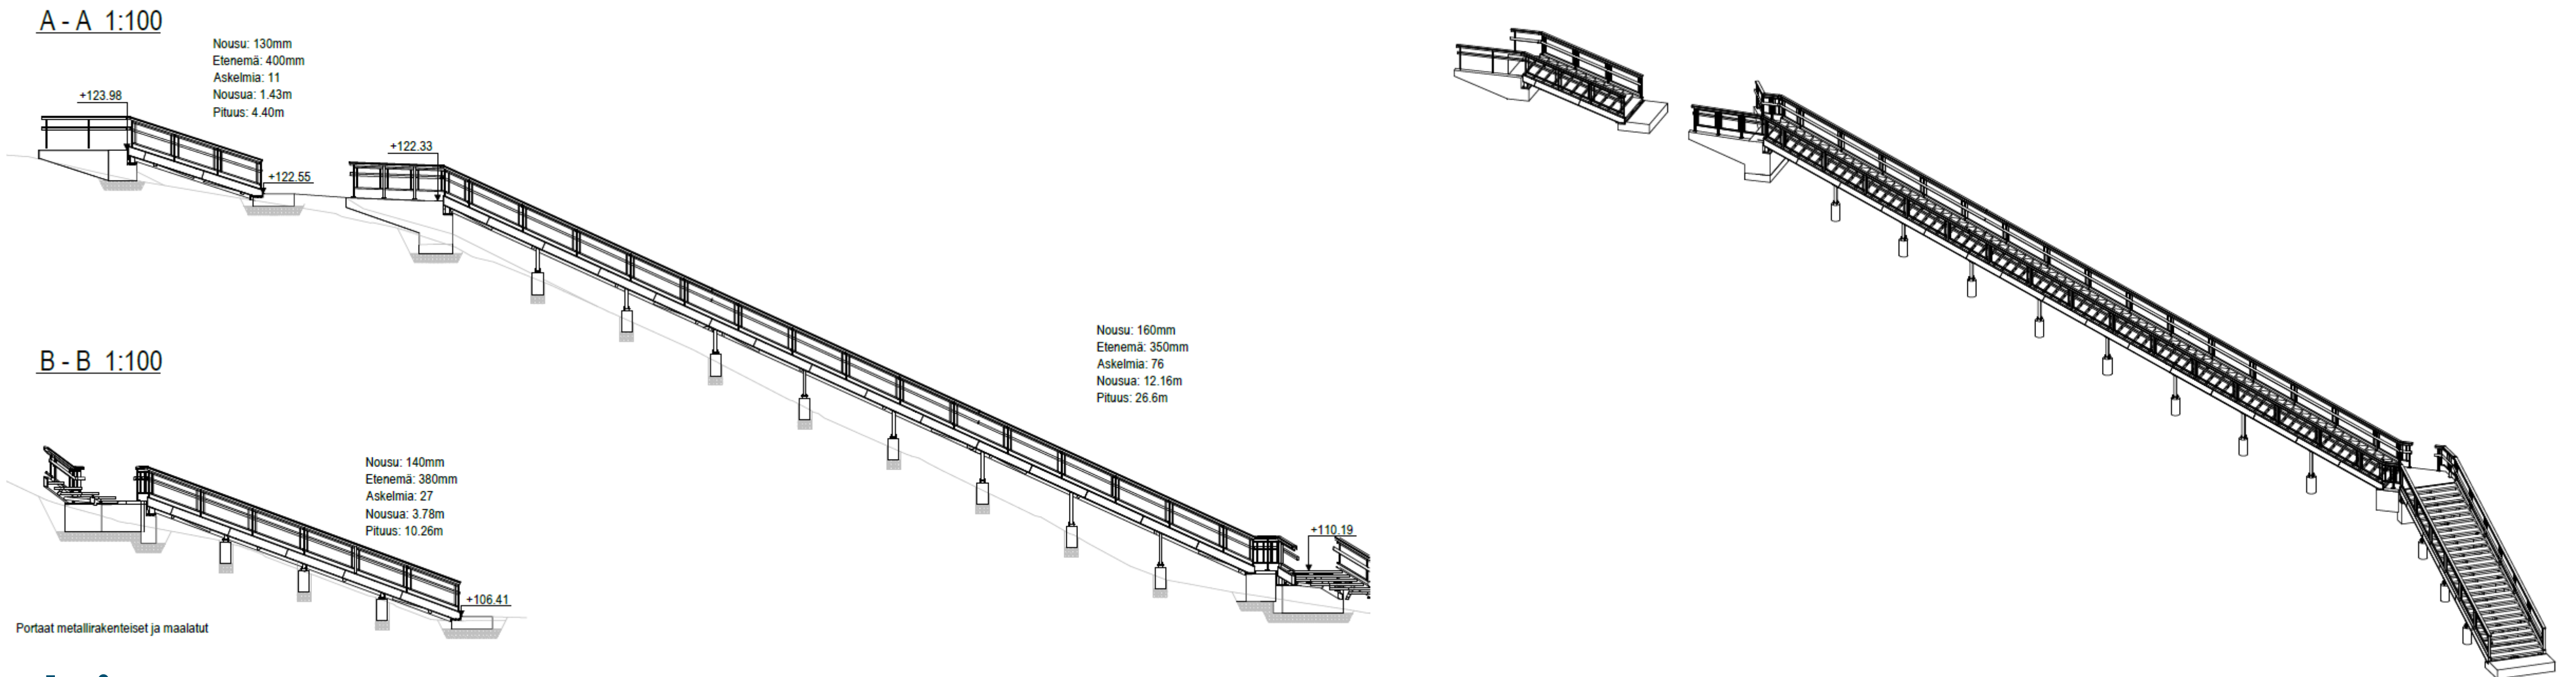 A - A 1:100
Nousu: 130mm
Etenemä: 400mm
Askelmia: 11
Nousua: 1.43m
Pituus: 4.40m
+123.98
+122.55
+122.33
Nousu: 160mm
Etenemä: 350mm
Askelmia: 76
Nousua: 12.16m
Pituus: 26.6m
+110.19
B - B 1:100
Nousu: 140mm
Etenemä: 380mm
Askelmia: 27
Nousua: 3.78m
Pituus: 10.26m
+106.41
Portaat metallirakenteiset ja maalatut